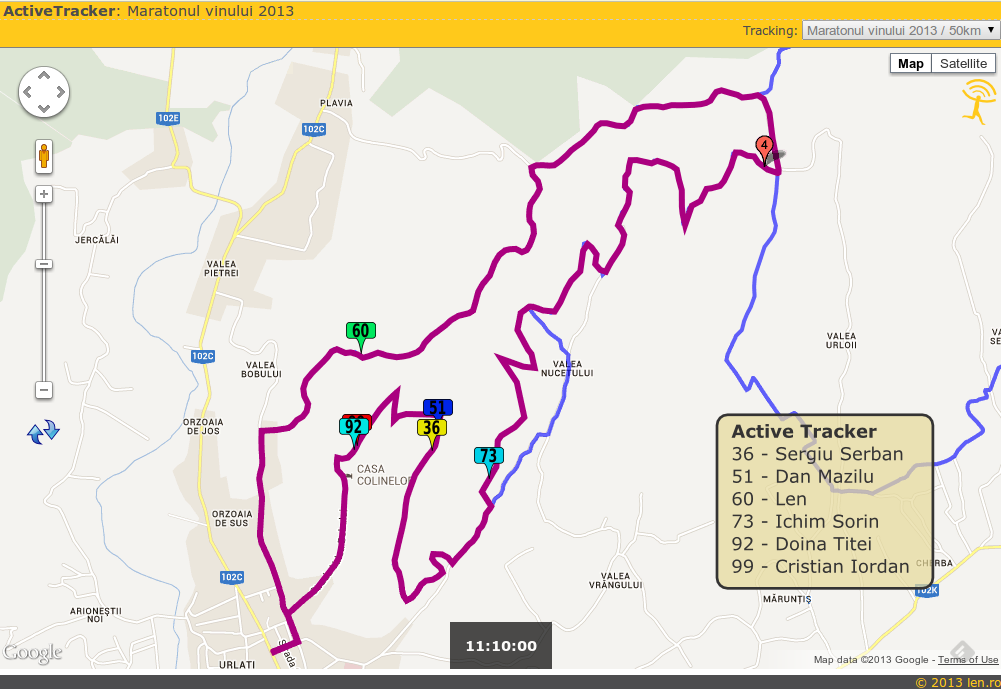 ActiveTracker: Maratonul vinului 2013
Tracking: Maratonul vinului 2013 / 50km
Map Satellite
PLAVIA
102E
102C
4
JERCĂLĂI
VALEA
PIETREI
60
102C
VALEA
BOBULUI
VALEA
NUCETULUI
VALEA
URLOII
VA
SE
51
92
36
ORZOAIA
DE JOS
73
CASA
COLINELOR
ORZOAIA
DE SUS
Active Tracker
36 - Sergiu Serban
51 - Dan Mazilu
60 - Len
73 - Ichim Sorin
92 - Doina Titei
99 - Cristian Iordan
CHERBA
102C
VALEA
VRÂNGULUI
102K
MĂRUNȚIȘ
ARIONEȘTII
NOI
11:10:00
Google
Strada
URLATI
Map data ©2013 Google - Terms of Use
© 2013 len.ro